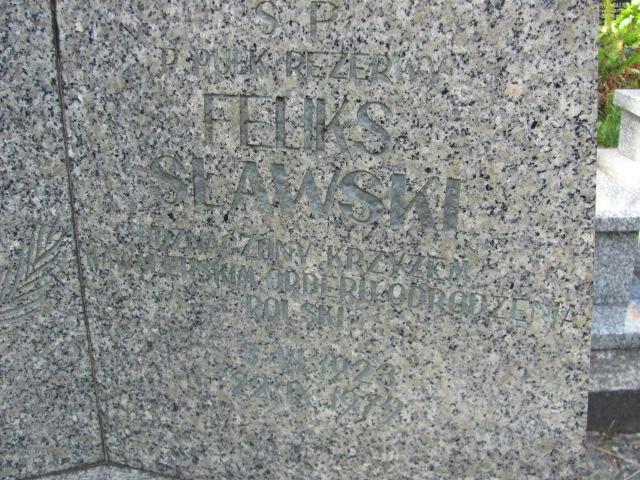 Ś P
PPŁK REZERWY
FELIKS
SŁAWSKI
ODZNACZONY KRZYŻEM
KAWALERSKIM ORDERU ODRODZENIA
POLSKI